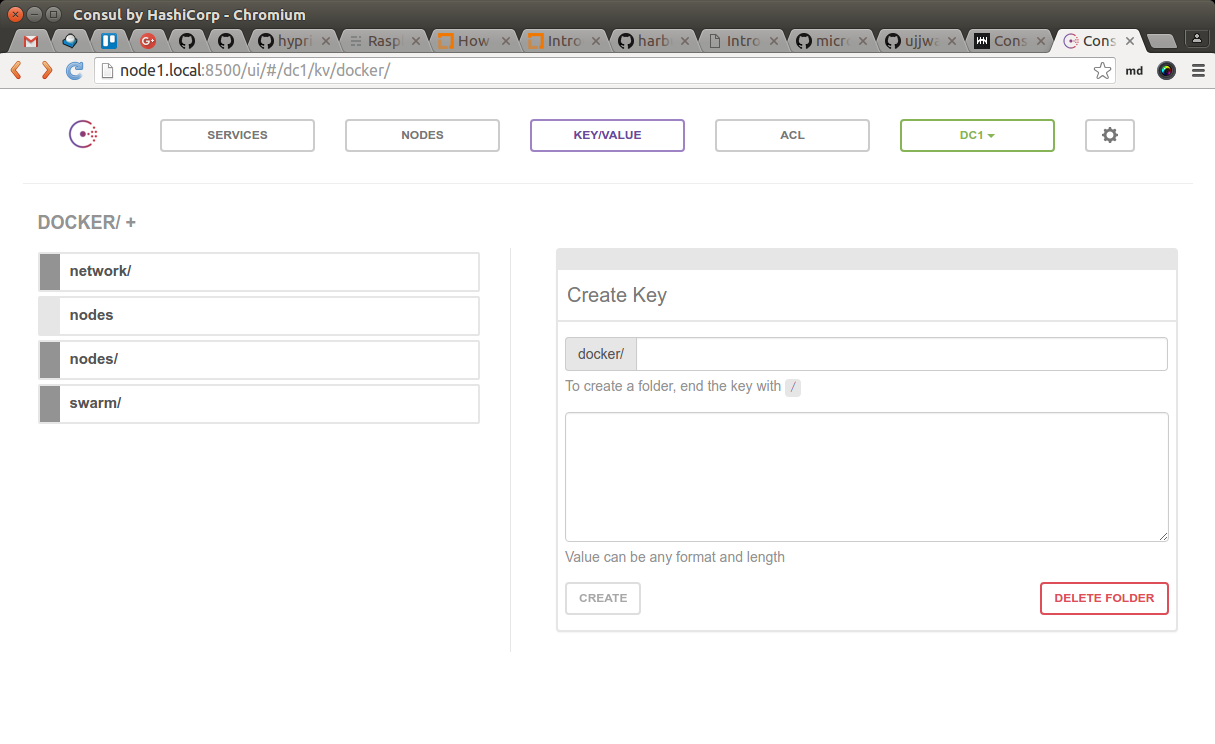 Consul by HashiCorp - Chromium
hypri Rasp How Intro harb Intro micro ujjwa Cons Cons
node1.local:8500/ui/#/dc1/kv/docker/ md
SERVICES NODES KEY/VALUE ACL DC1
DOCKER/ +
network/
nodes
nodes/
swarm/
Create Key
docker/
To create a folder, end the key with /
Value can be any format and length
CREATE DELETE FOLDER